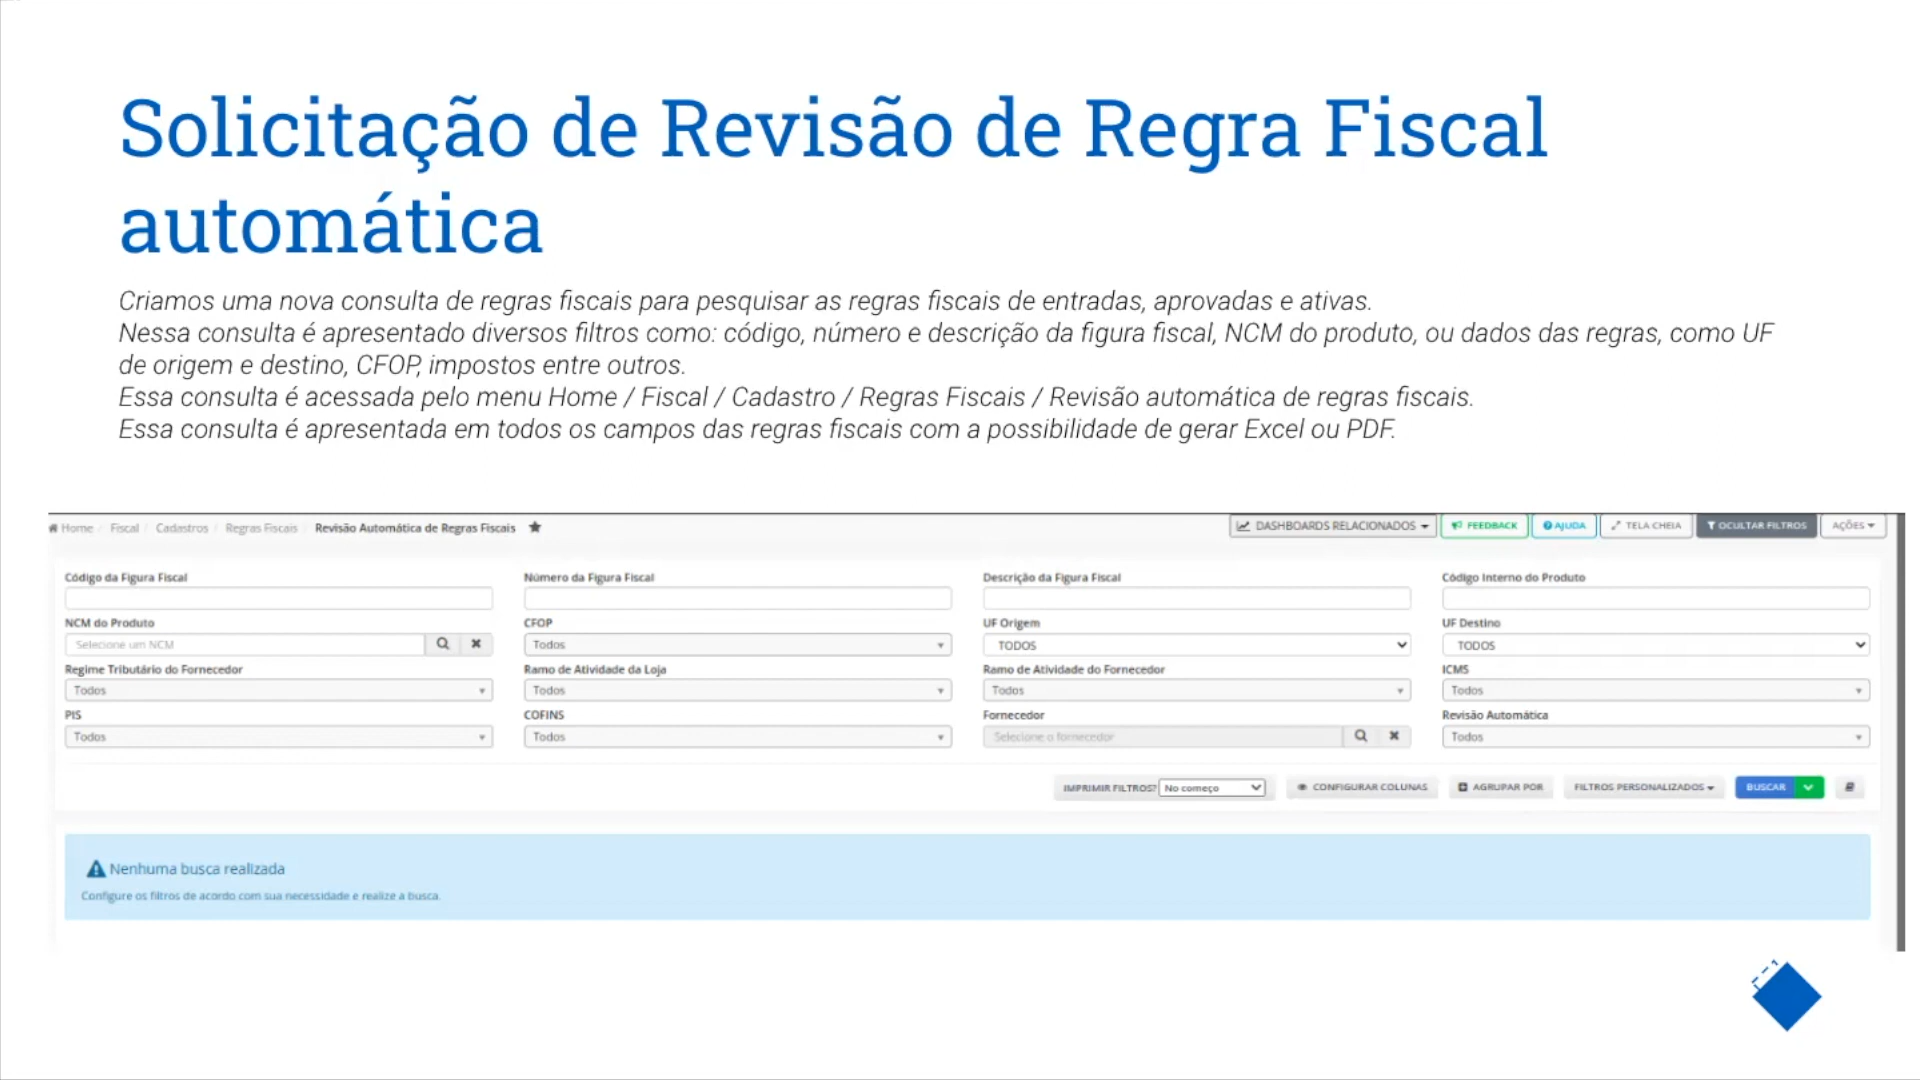 Solicitação de Revisão de Regra Fiscal
automática
Criamos uma nova consulta de regras fiscais para pesquisar as regras fiscais de entradas, aprovadas e ativas.
Nessa consulta é apresentado diversos filtros como: código, número e descrição da figura fiscal, NCM do produto, ou dados das regras, como UF
de origem e destino, CFOP, impostos entre outros.
Essa consulta é acessada pelo menu Home / Fiscal / Cadastro / Regras Fiscais / Revisão automática de regras fiscais.
Essa consulta é apresentada em todos os campos das regras fiscais com a possibilidade de gerar Excel ou PDF.
Home / Fiscal / Cadastros / Regras Fiscais / Revisão Automática de Regras Fiscais DASHBOARDS RELACIONADOS FEEDBACK AJUDA TELA CHEIA OCULTAR FILTROS AÇÕES
Código da Figura Fiscal Número da Figura Fiscal Descrição da Figura Fiscal Código Interno do Produto
NCM do Produto CFOP UF Origem UF Destino
Selecione um NCM Todos TODOS TODOS
Regime Tributário do Fornecedor Ramo de Atividade da Loja Ramo de Atividade do Fornecedor ICMS
Todos Todos Todos Todos
PIS COFINS Fornecedor Revisão Automática
Todos Todos Selecione o fornecedor Todos
IMPRIMIR FILTROS? No começo CONFIGURAR COLUNAS AGRUPAR POR FILTROS PERSONALIZADOS BUSCAR
Nenhuma busca realizada
Configure os filtros de acordo com sua necessidade e realize a busca.